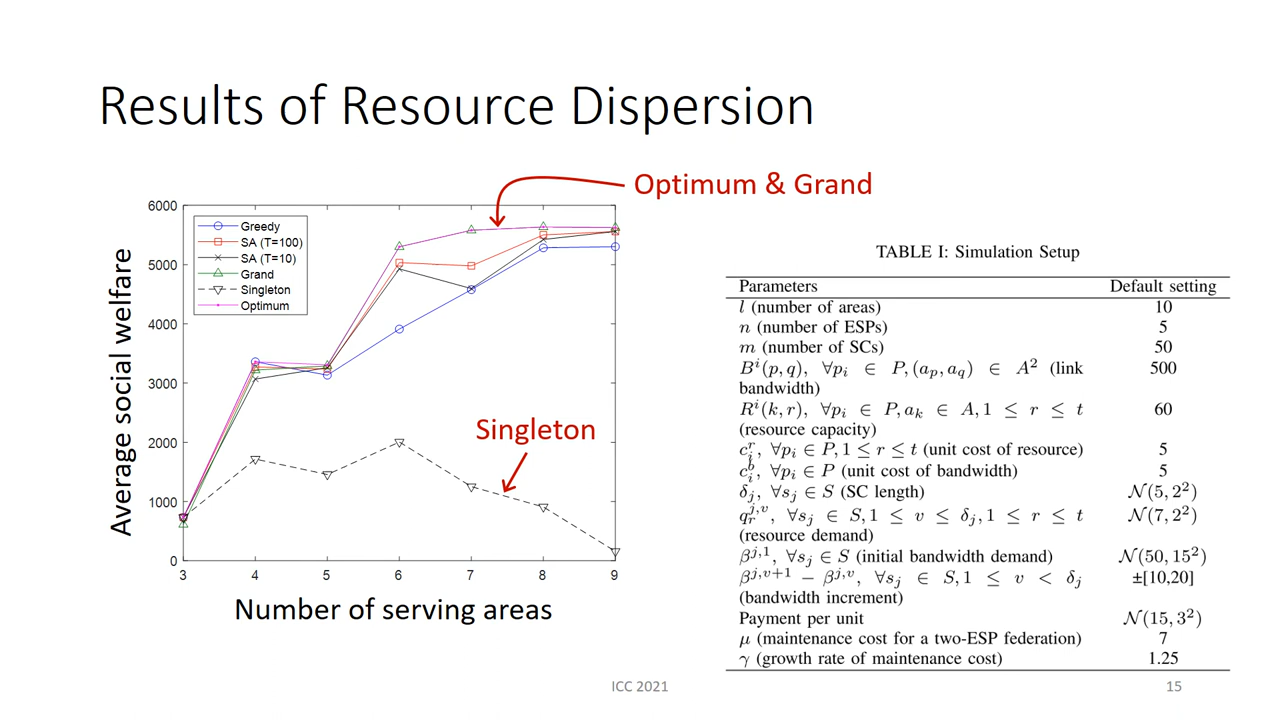 Results of Resource Dispersion
Optimum & Grand
6000
5000
4000
3000
2000
1000
0
3 4 5 6 7 8 9
Greedy
SA (T=100)
SA (T=10)
Grand
Singleton
Optimum
Singleton
Average social welfare
Number of serving areas
TABLE I: Simulation Setup
Parameters Default setting
l (number of areas) 10
n (number of ESPs) 5
m (number of SCs) 50
B^i(p, q), ∀p_i ∈ P, (a_p, a_q) ∈ A^2 (link 500
bandwidth)
R^i(k, r), ∀p_i ∈ P, a_k ∈ A, 1 ≤ r ≤ t 60
(resource capacity)
c_i^r, ∀p_i ∈ P, 1 ≤ r ≤ t (unit cost of resource) 5
c_i^b, ∀p_i ∈ P (unit cost of bandwidth) 5
δ_j, ∀s_j ∈ S (SC length) N(5, 2^2)
q_r^{j,v}, ∀s_j ∈ S, 1 ≤ v ≤ δ_j, 1 ≤ r ≤ t N(7, 2^2)
(resource demand)
β^{j,1}, ∀s_j ∈ S (initial bandwidth demand) N(50, 15^2)
β^{j,v+1} − β^{j,v}, ∀s_j ∈ S, 1 ≤ v < δ_j ±[10,20]
(bandwidth increment)
Payment per unit N(15, 3^2)
μ (maintenance cost for a two-ESP federation) 7
γ (growth rate of maintenance cost) 1.25
ICC 2021
15